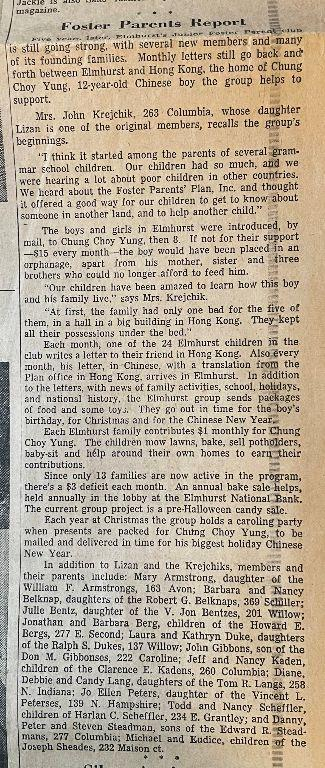 magazine.
Foster Parents Report
Five years later, Elmhurst's Junior Foster Parent club
is still going strong, with several new members and many
of its founding families. Monthly letters still go back and
forth between Elmhurst and Hong Kong, the home of Chung
Choy Yung, 12-year-old Chinese boy the group helps to
support.
Mrs. John Krejchik, 263 Columbia, whose daughter
Lizan is one of the original members, recalls the group's
beginnings.
"I think it started among the parents of several gram-
mar school children. Our children had so much, and we
were hearing a lot about poor children in other countries.
We heard about the Foster Parents' Plan, Inc. and thought
it offered a good way for our children to get to know about
someone in another land, and to help another child."
The boys and girls in Elmhurst were introduced, by
mail, to Chung Choy Yung, then 8. If not for their support
—$15 every month—the boy would have been placed in an
orphanage, apart from his mother, sister and three
brothers who could no longer afford to feed him.
"Our children have been amazed to learn how this boy
and his family live," says Mrs. Krejchik.
"At first, the family had only one bed for the five of
them, in a hall in a big building in Hong Kong. They kept
all their possessions under the bed."
Each month, one of the 24 Elmhurst children in the
club writes a letter to their friend in Hong Kong. Also every
month, his letter, in Chinese, with a translation from the
Plan office in Hong Kong, arrives in Elmhurst. In addition
to the letters, with news of family activities, school, holidays,
and national history, the Elmhurst group sends packages
of food and some toys. They go out in time for the boy's
birthday, for Christmas and for the Chinese New Year.
Each Elmhurst family contributes $1 monthly for Chung
Choy Yung. The children mow lawns, bake, sell potholders,
baby-sit and help around their own homes to earn their
contributions.
Since only 13 families are now active in the program,
there's a $3 deficit each month. An annual bake sale helps,
held annually in the lobby at the Elmhurst National Bank.
The current group project is a pre-Halloween candy sale.
Each year at Christmas the group holds a caroling party
when presents are packed for Chung Choy Yung, to be
mailed and delivered in time for his biggest holiday Chinese
New Year.
In addition to Lizan and the Krejchiks, members and
their parents include: Mary Armstrong, daughter of the
William F. Armstrongs, 163 Avon; Barbara and Nancy
Belknap, daughters of the Robert G. Belknaps, 369 Schiller;
Julie Bentz, daughter of the V. Jon Bentzes, 201 Willow;
Jonathan and Barbara Berg, children of the Howard E.
Bergs, 277 E. Second; Laura and Kathryn Duke, daughters
of the Ralph S. Dukes, 137 Willow; John Gibbons, son of the
Don M. Gibbonses, 222 Caroline; Jeff and Nancy Kaden,
children of the Clarence E. Kadens, 260 Columbia; Diane,
Debbie and Candy Lang, daughters of the Tom R. Langs, 258
N. Indiana; Jo Ellen Peters, daughter of the Vincent L.
Peterses, 139 N. Hampshire; Todd and Nancy Scheffler,
children of Harlan C. Scheffler, 234 E. Grantley; and Danny,
Peter and Steven Steadman, sons of the Edward R. Stead-
mans, 277 Columbia; Michael and Eudice, children of the
Joseph Sheades, 232 Maison ct.